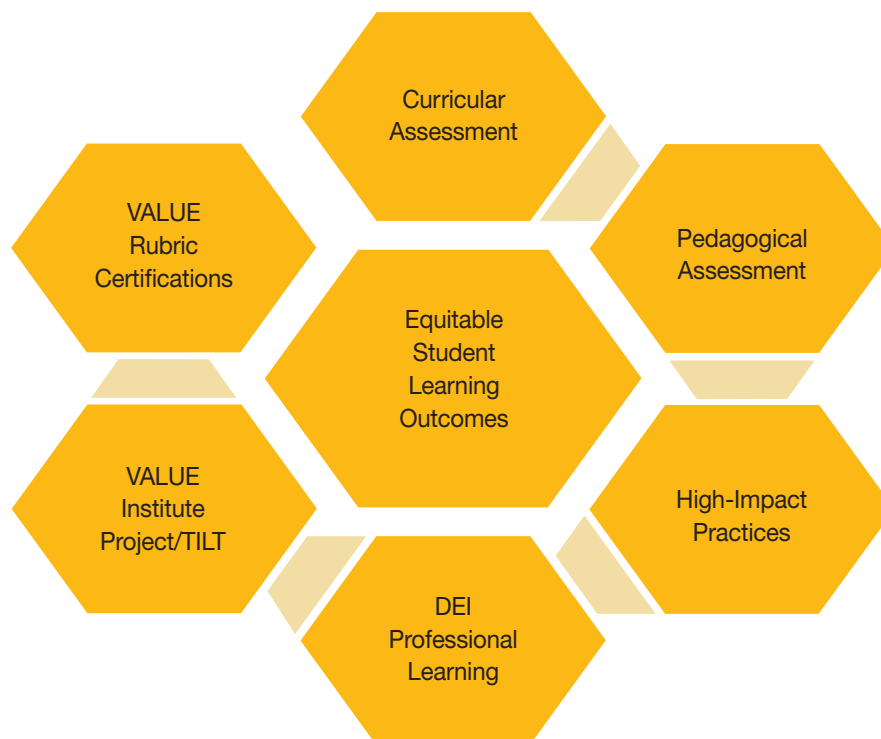 Curricular
Assessment
VALUE
Rubric
Certifications
Pedagogical
Assessment
Equitable
Student
Learning
Outcomes
VALUE
Institute
Project/TILT
High-Impact
Practices
DEI
Professional
Learning